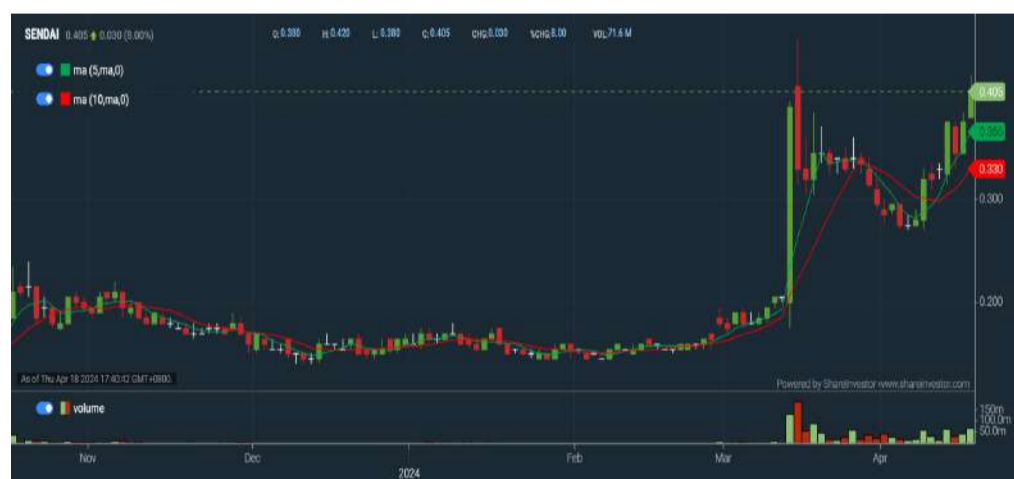 SENDAI 0.405 0.030 (8.00%) O:0.380 H:0.420 L:0.380 C:0.405 CHG:0.030 %CHG:8.00 VOL:71.6 M
ma (5,ma,0)
ma (10,ma,0)
0.405
0.330
0.300
0.200
As of Thu Apr 18 2024 17:40:42 GMT+0800.
Powered by ShareInvestor www.shareinvestor.com
volume
150m
100.0m
50.0m
Nov Dec 2024 Feb Mar Apr